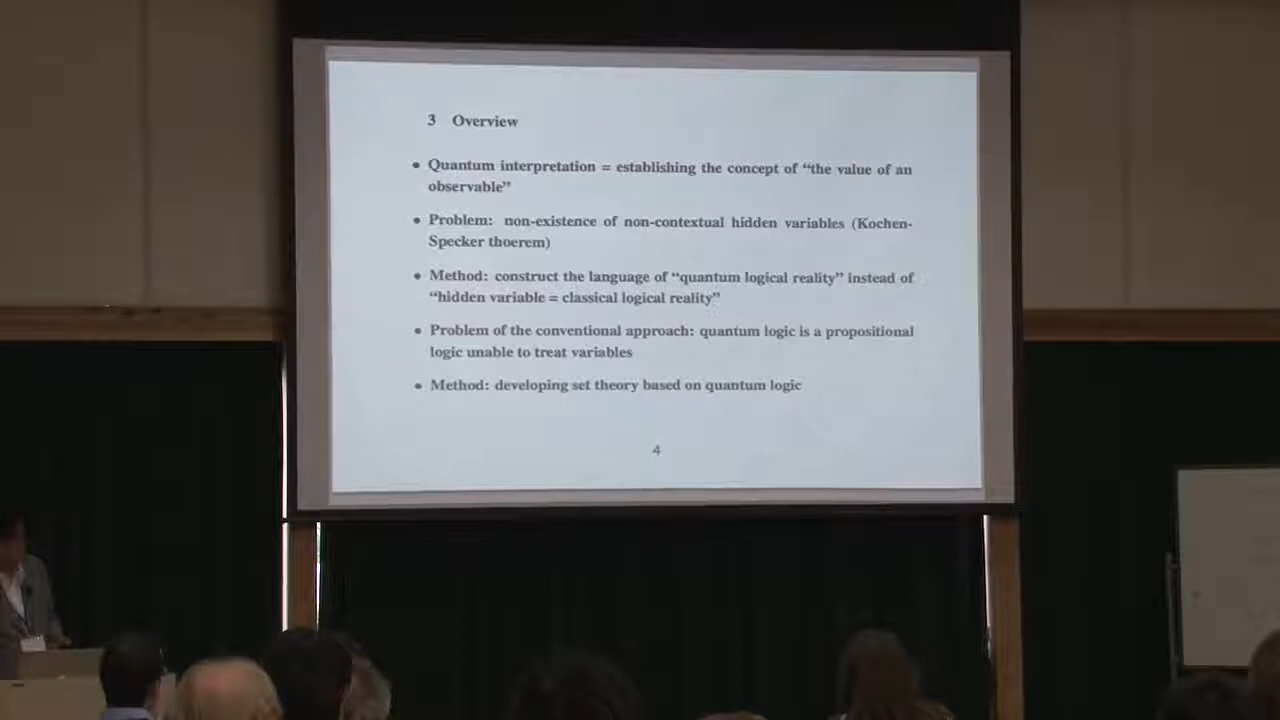 3 Overview
• Quantum interpretation = establishing the concept of “the value of an
observable”
• Problem: non-existence of non-contextual hidden variables (Kochen-
Specker thoerem)
• Method: construct the language of “quantum logical reality” instead of
“hidden variable = classical logical reality”
• Problem of the conventional approach: quantum logic is a propositional
logic unable to treat variables
• Method: developing set theory based on quantum logic
4